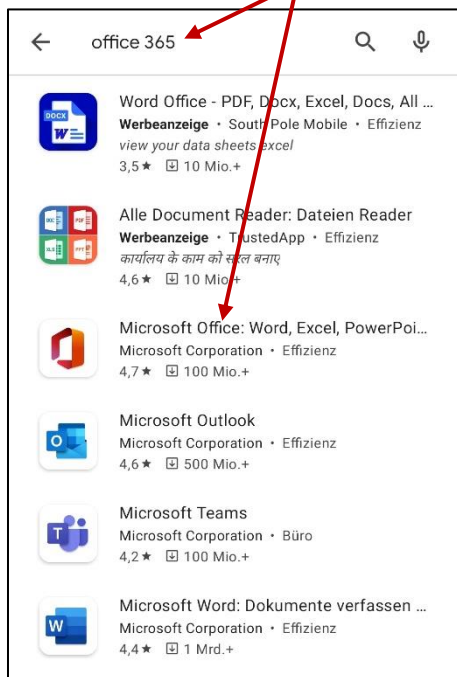 office 365
Word Office - PDF, Docx, Excel, Docs, All ...
Werbeanzeige • South Pole Mobile • Effizienz
view your data sheets excel
3,5★ 10 Mio.+
Alle Document Reader: Dateien Reader
Werbeanzeige • TrustedApp • Effizienz
कार्यालय के काम को सरल बनाए
4,6★ 10 Mio.+
Microsoft Office: Word, Excel, PowerPoi...
Microsoft Corporation • Effizienz
4,7★ 100 Mio.+
Microsoft Outlook
Microsoft Corporation • Effizienz
4,6★ 500 Mio.+
Microsoft Teams
Microsoft Corporation • Büro
4,2★ 100 Mio.+
Microsoft Word: Dokumente verfassen ...
Microsoft Corporation • Effizienz
4,4★ 1 Mrd.+